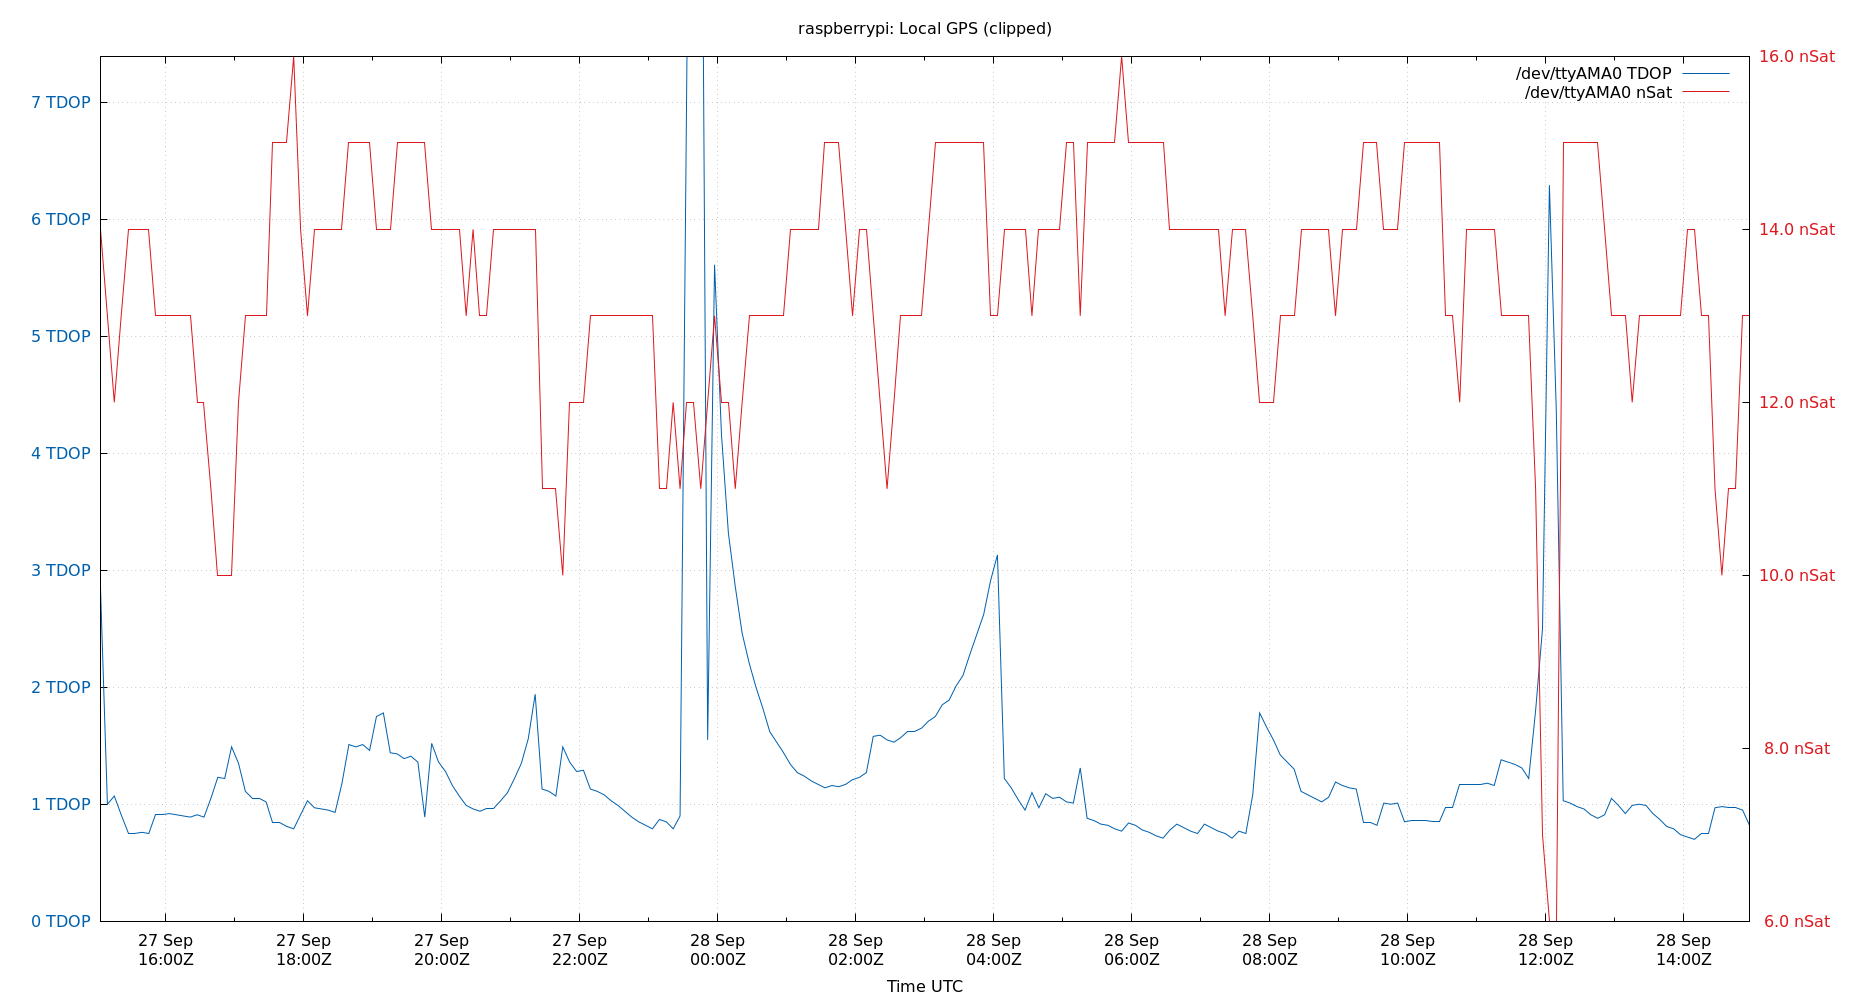 raspberrypi: Local GPS (clipped)
/dev/ttyAMA0 TDOP
/dev/ttyAMA0 nSat
7 TDOP
6 TDOP
5 TDOP
4 TDOP
3 TDOP
2 TDOP
1 TDOP
0 TDOP
16.0 nSat
14.0 nSat
12.0 nSat
10.0 nSat
8.0 nSat
6.0 nSat
27 Sep
16:00Z
27 Sep
18:00Z
27 Sep
20:00Z
27 Sep
22:00Z
28 Sep
00:00Z
28 Sep
02:00Z
28 Sep
04:00Z
28 Sep
06:00Z
28 Sep
08:00Z
28 Sep
10:00Z
28 Sep
12:00Z
28 Sep
14:00Z
Time UTC